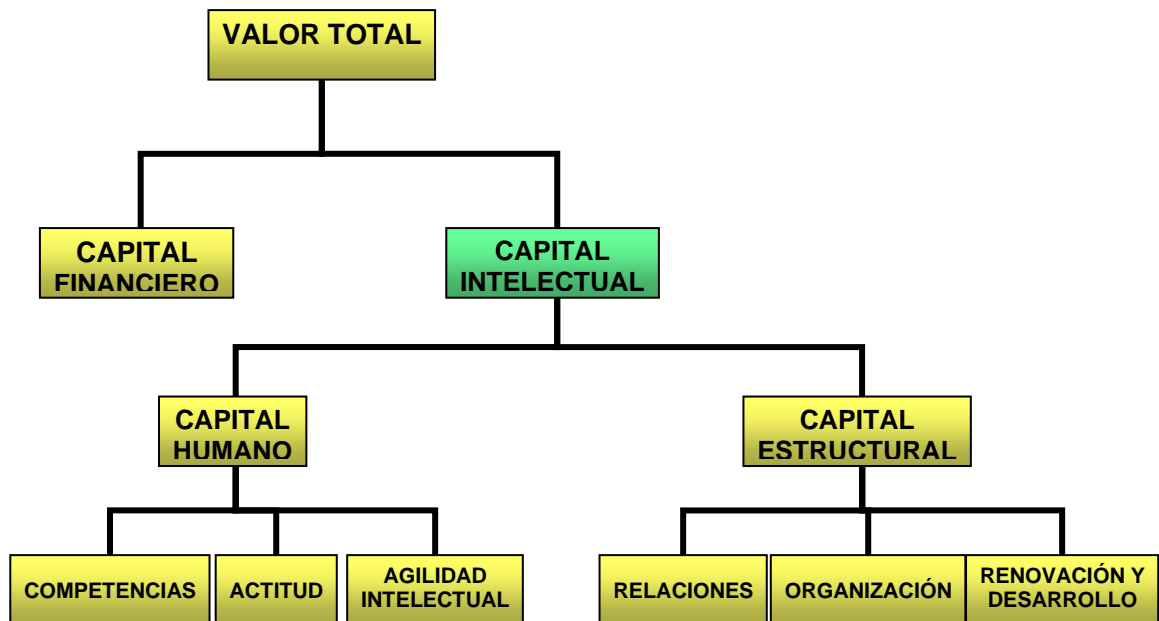 VALOR TOTAL
CAPITAL
FINANCIERO
CAPITAL
INTELECTUAL
CAPITAL
HUMANO
CAPITAL
ESTRUCTURAL
COMPETENCIAS
ACTITUD
AGILIDAD
INTELECTUAL
RELACIONES
ORGANIZACIÓN
RENOVACIÓN Y
DESARROLLO